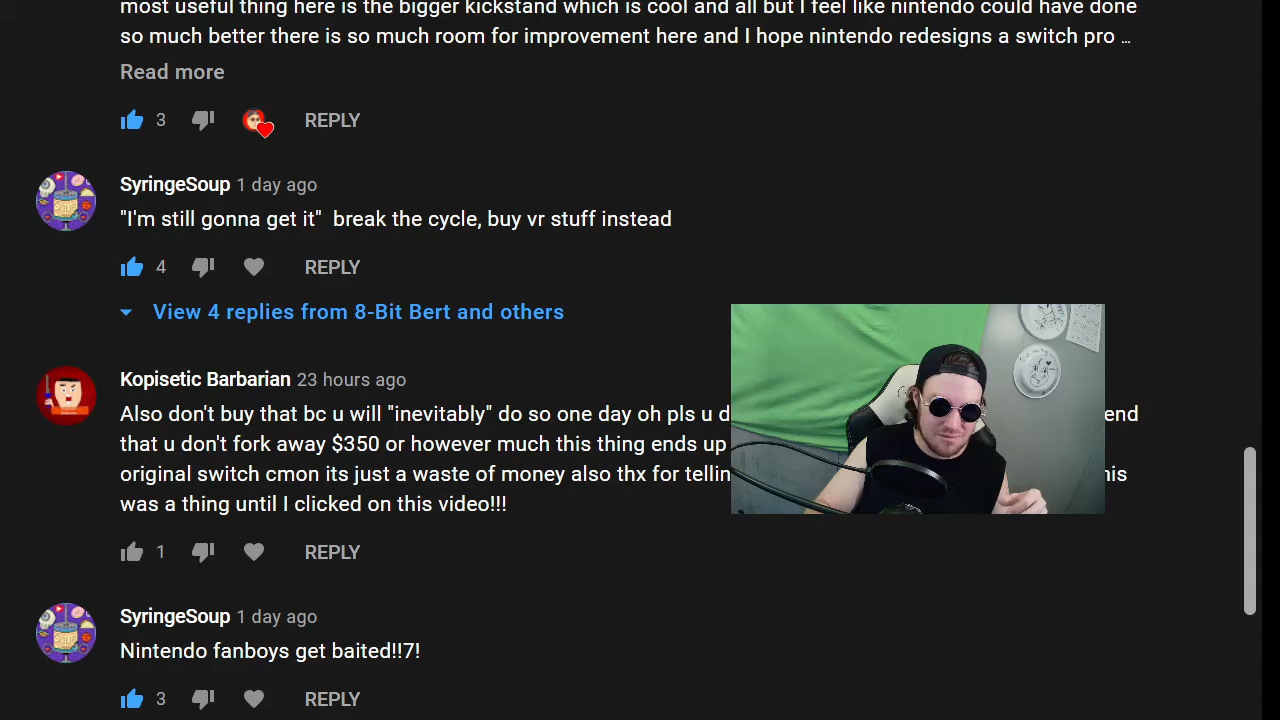 most useful thing here is the bigger kickstand which is cool and all but I feel like nintendo could have done
so much better there is so much room for improvement here and I hope nintendo redesigns a switch pro ...
Read more
3 REPLY
SyringeSoup 1 day ago
"I'm still gonna get it"  break the cycle, buy vr stuff instead
4 REPLY
View 4 replies from 8-Bit Bert and others
Kopisetic Barbarian 23 hours ago
Also don't buy that bc u will "inevitably" do so one day oh pls u d end
that u don't fork away $350 or however much this thing ends up
original switch cmon its just a waste of money also thx for tellin his
was a thing until I clicked on this video!!!
1 REPLY
SyringeSoup 1 day ago
Nintendo fanboys get baited!!7!
3 REPLY